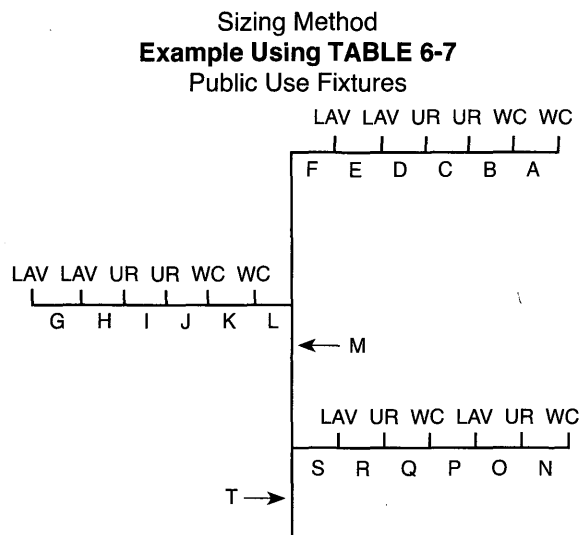 Sizing Method
Example Using TABLE 6-7
Public Use Fixtures
LAV LAV UR UR WC WC
F E D C B A
LAV LAV UR UR WC WC
G H I J K L
M
LAV UR WC LAV UR WC
S R Q P O N
T